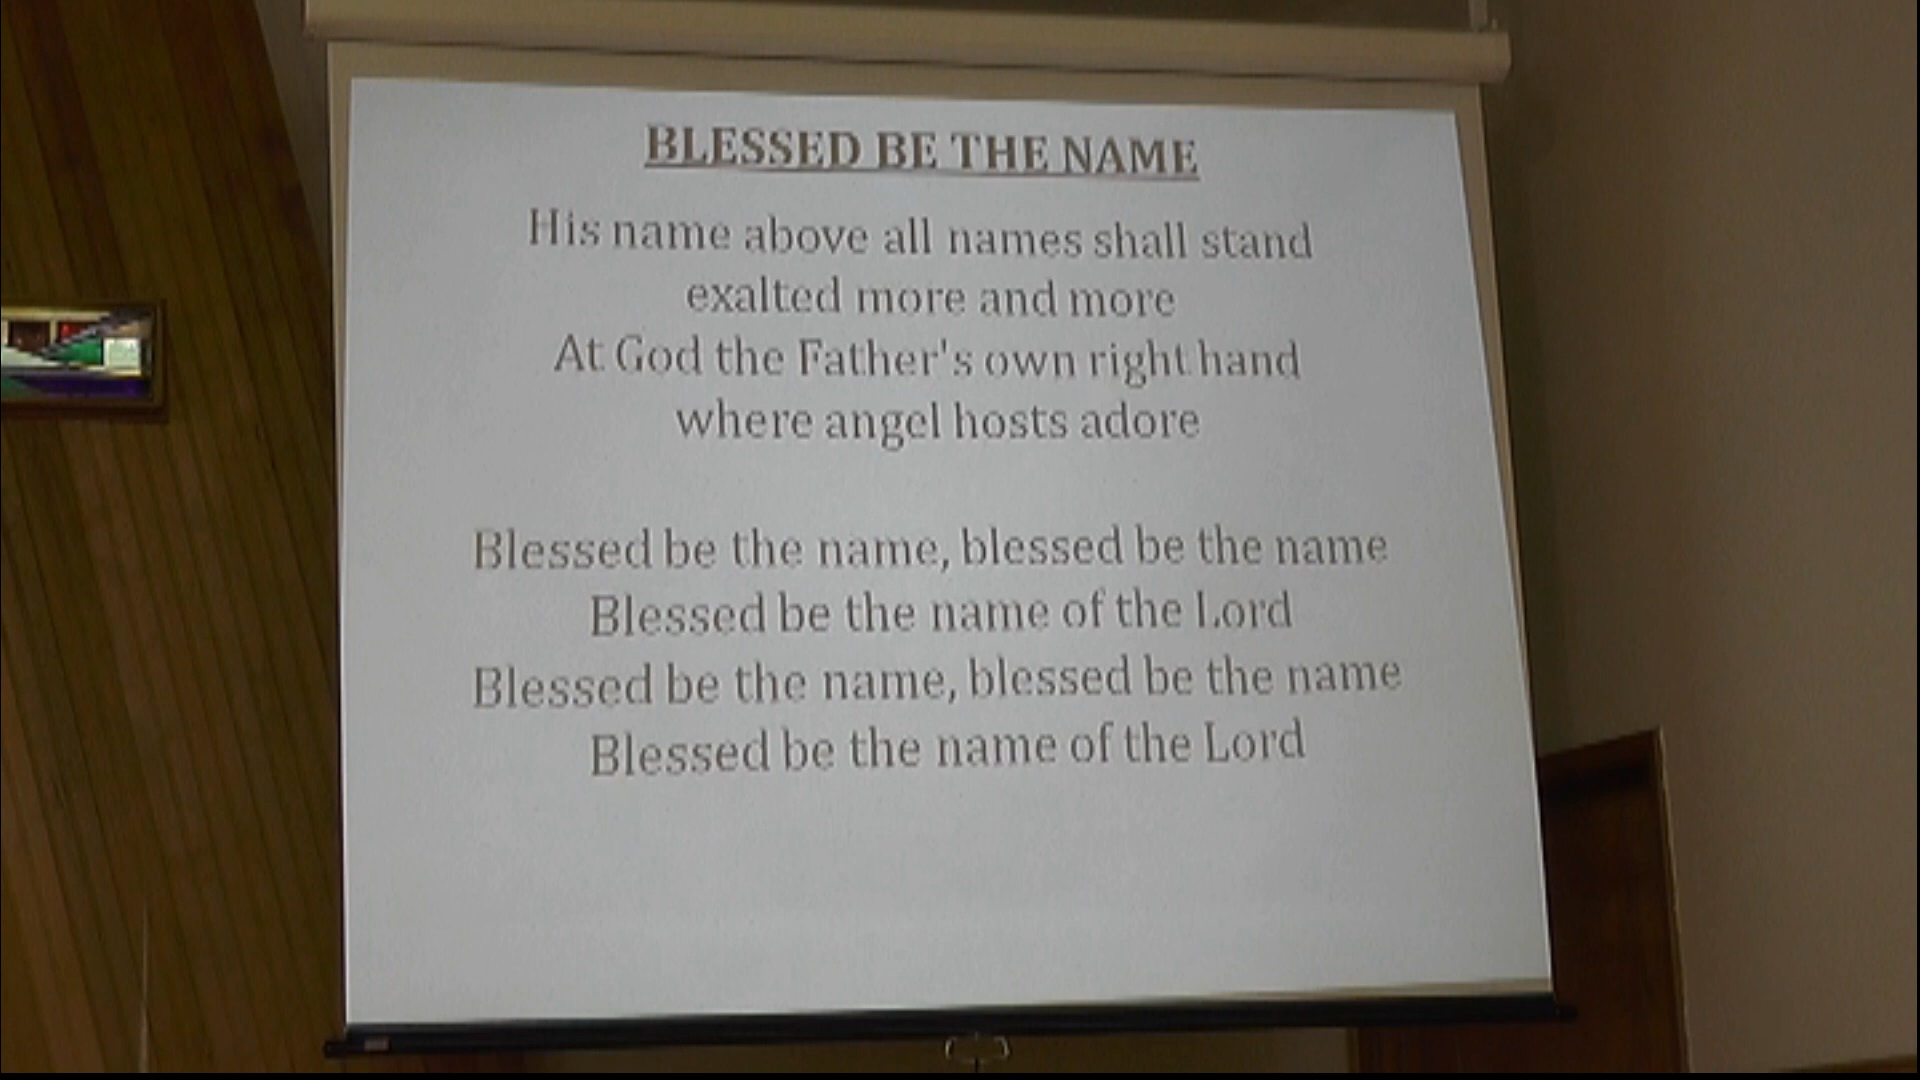 BLESSED BE THE NAME
His name above all names shall stand
exalted more and more
At God the Father's own right hand
where angel hosts adore
Blessed be the name, blessed be the name
Blessed be the name of the Lord
Blessed be the name, blessed be the name
Blessed be the name of the Lord